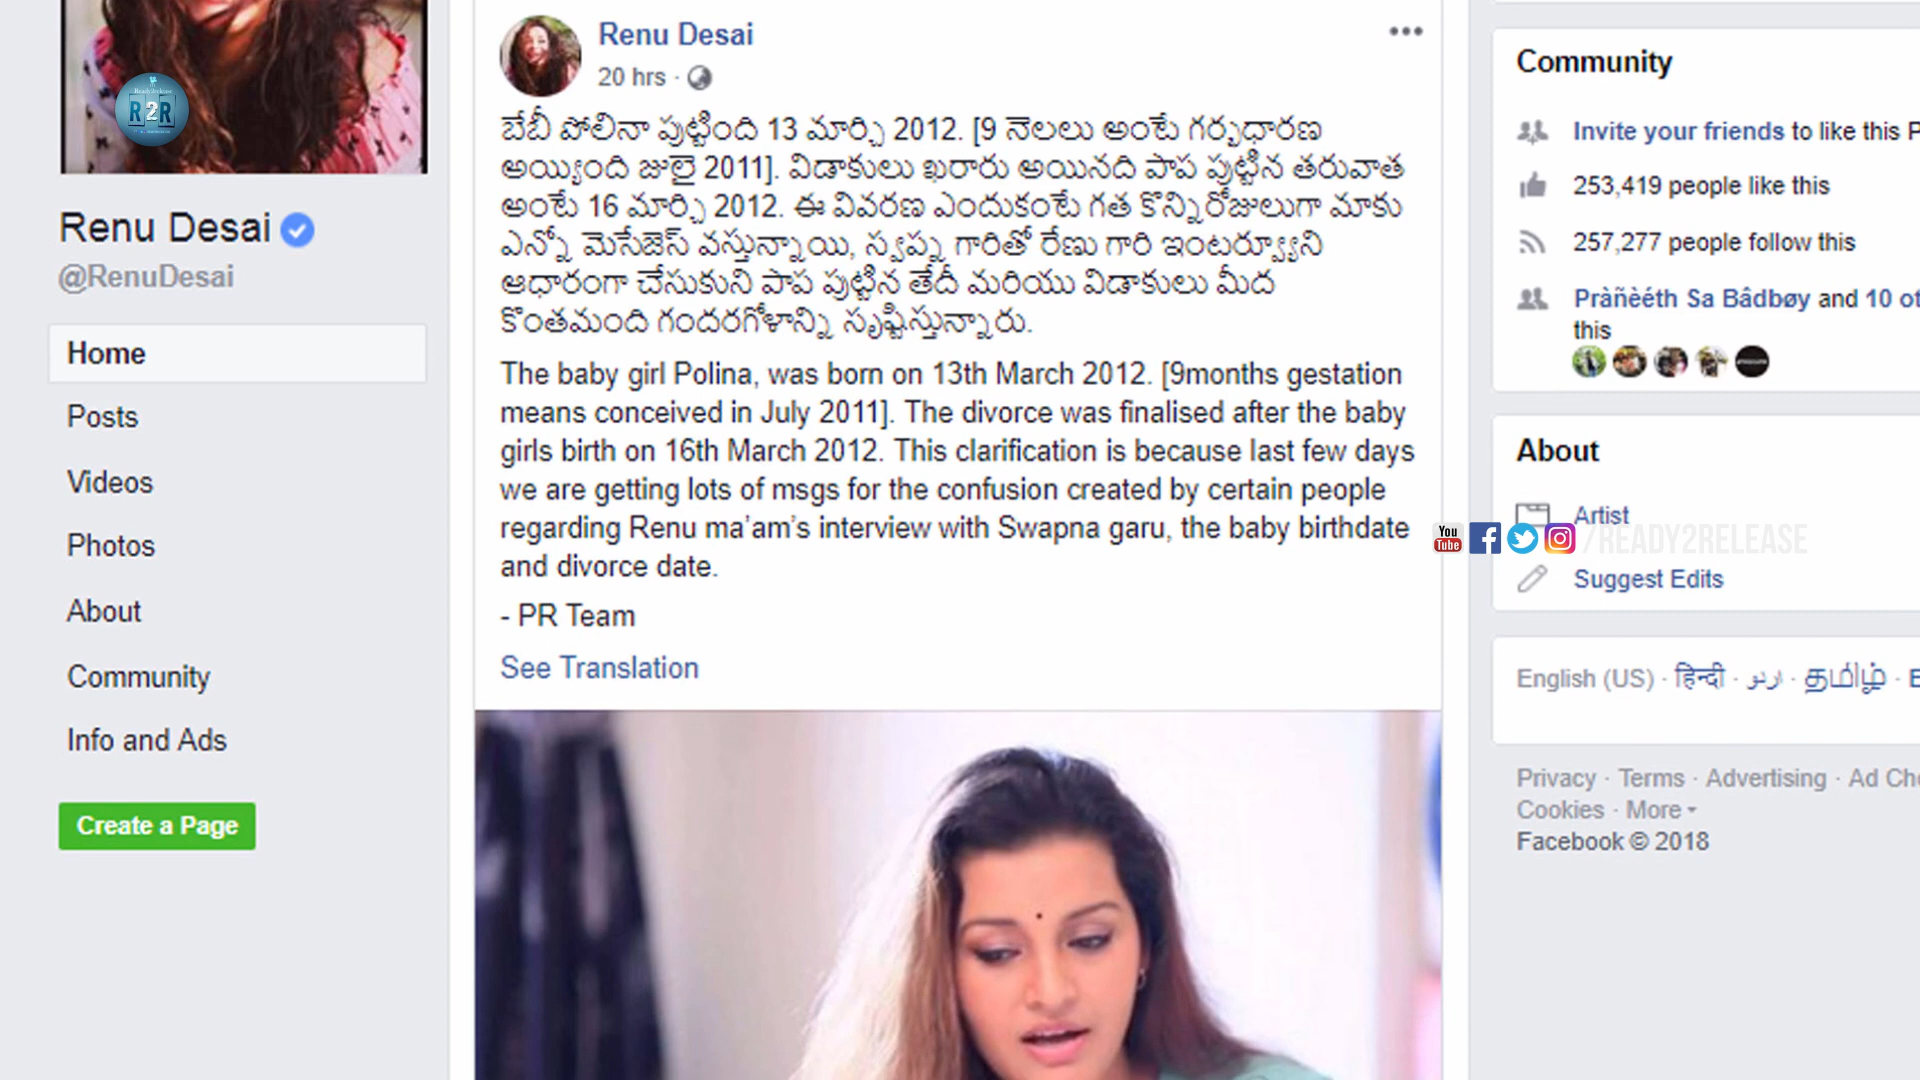 Renu Desai
@RenuDesai
Home
Posts
Videos
Photos
About
Community
Info and Ads
Create a Page
R2R
Renu Desai
20 hrs ·
బేబీ పోలినా పుట్టింది 13 మార్చి 2012. [9 నెలలు అంటే గర్భధారణ
అయ్యింది జులై 2011]. విడాకులు ఖరారు అయినది పాప పుట్టిన తరువాత
అంటే 16 మార్చి 2012. ఈ వివరణ ఎందుకంటే గత కొన్నిరోజులుగా మాకు
ఎన్నో మెసేజెస్ వస్తున్నాయి, స్వప్న గారితో రేణు గారి ఇంటర్వ్యూని
ఆధారంగా చేసుకుని పాప పుట్టిన తేదీ మరియు విడాకులు మీద
కొంతమంది గందరగోళాన్ని సృష్టిస్తున్నారు.
The baby girl Polina, was born on 13th March 2012. [9months gestation
means conceived in July 2011]. The divorce was finalised after the baby
girls birth on 16th March 2012. This clarification is because last few days
we are getting lots of msgs for the confusion created by certain people
regarding Renu ma’am’s interview with Swapna garu, the baby birthdate
and divorce date.
- PR Team
See Translation
Community
Invite your friends to like this P
253,419 people like this
257,277 people follow this
Pràñèéth Sa Bâdbøy and 10 ot
this
About
Artist
You Tube /READY2RELEASE
Suggest Edits
English (US) · हिन्दी · اردو · தமிழ் ·
Privacy · Terms · Advertising · Ad Cho
Cookies · More
Facebook © 2018